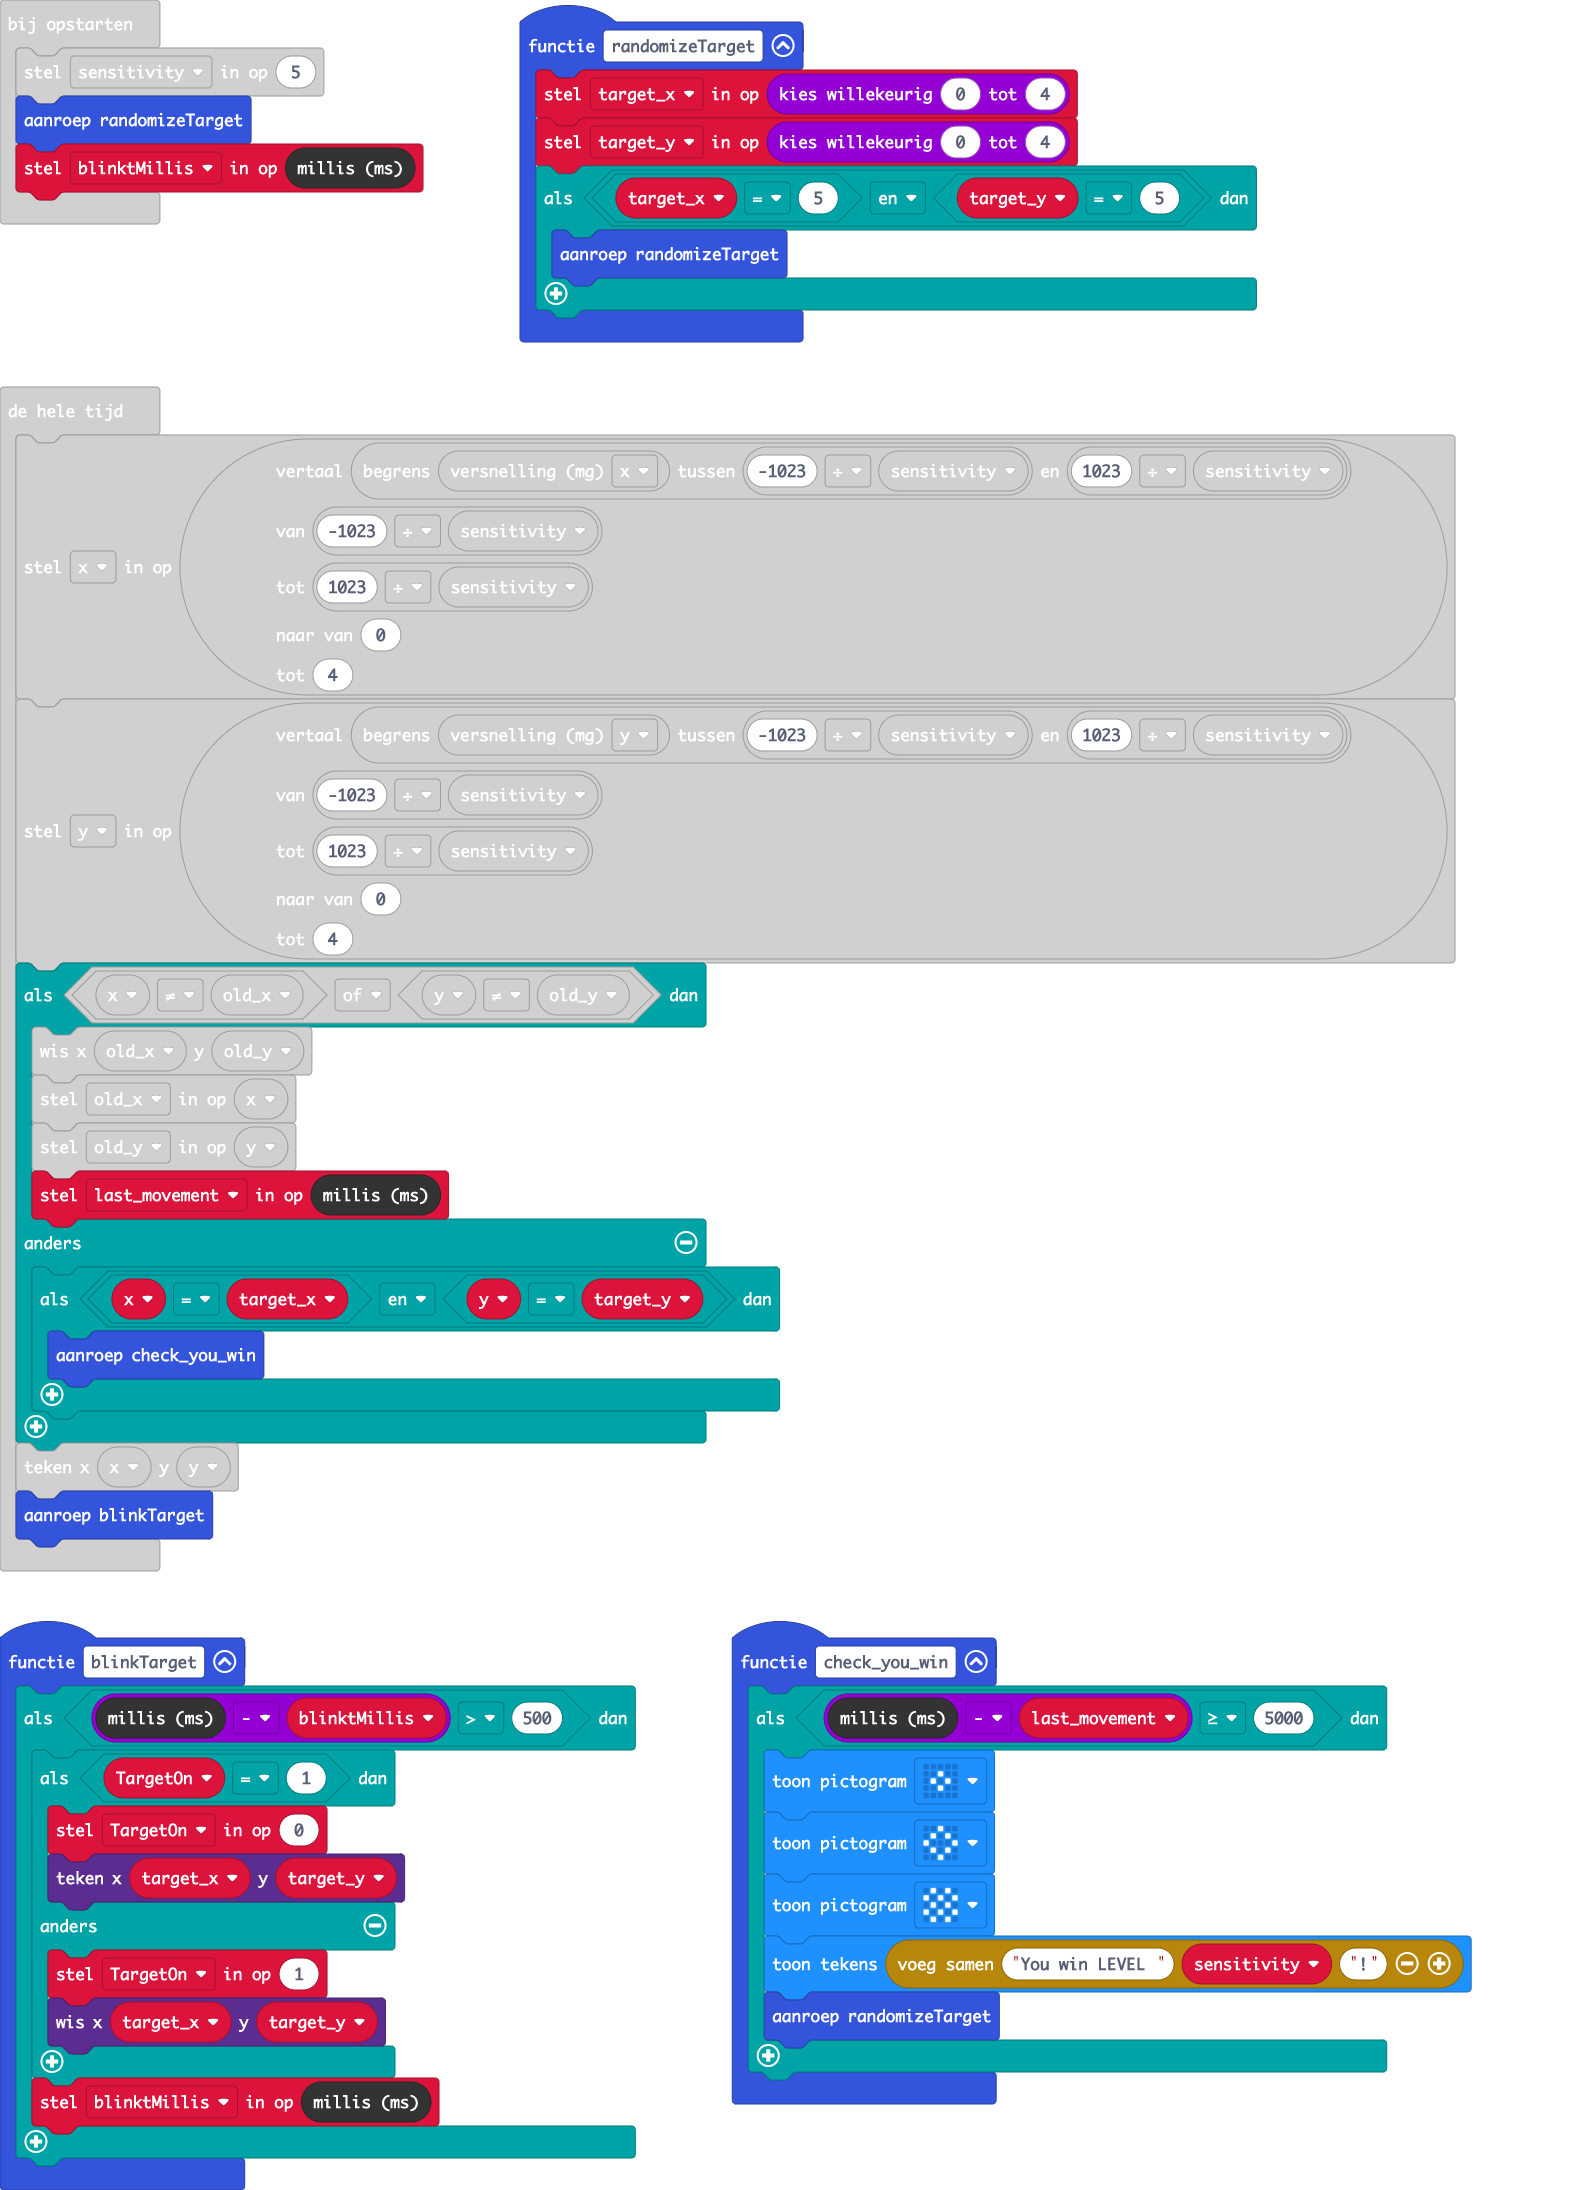 bij opstarten
stel sensitivity in op 5
aanroep randomizeTarget
stel blinktMillis in op millis (ms)
functie randomizeTarget
stel target_x in op kies willekeurig 0 tot 4
stel target_y in op kies willekeurig 0 tot 4
als target_x = 5 en target_y = 5 dan
aanroep randomizeTarget
de hele tijd
vertaal begrens versnelling (mg) x tussen -1023 ÷ sensitivity en 1023 ÷ sensitivity
van -1023 ÷ sensitivity
stel x in op
tot 1023 ÷ sensitivity
naar van 0
tot 4
vertaal begrens versnelling (mg) y tussen -1023 ÷ sensitivity en 1023 ÷ sensitivity
van -1023 ÷ sensitivity
stel y in op
tot 1023 ÷ sensitivity
naar van 0
tot 4
als x ≠ old_x of y ≠ old_y dan
wis x old_x y old_y
stel old_x in op x
stel old_y in op y
stel last_movement in op millis (ms)
anders
als x = target_x en y = target_y dan
aanroep check_you_win
teken x x y y
aanroep blinkTarget
functie blinkTarget
als millis (ms) - blinktMillis > 500 dan
als TargetOn = 1 dan
stel TargetOn in op 0
teken x target_x y target_y
anders
stel TargetOn in op 1
wis x target_x y target_y
stel blinktMillis in op millis (ms)
functie check_you_win
als millis (ms) - last_movement ≥ 5000 dan
toon pictogram
toon pictogram
toon pictogram
toon tekens voeg samen "You win LEVEL " sensitivity "!"
aanroep randomizeTarget